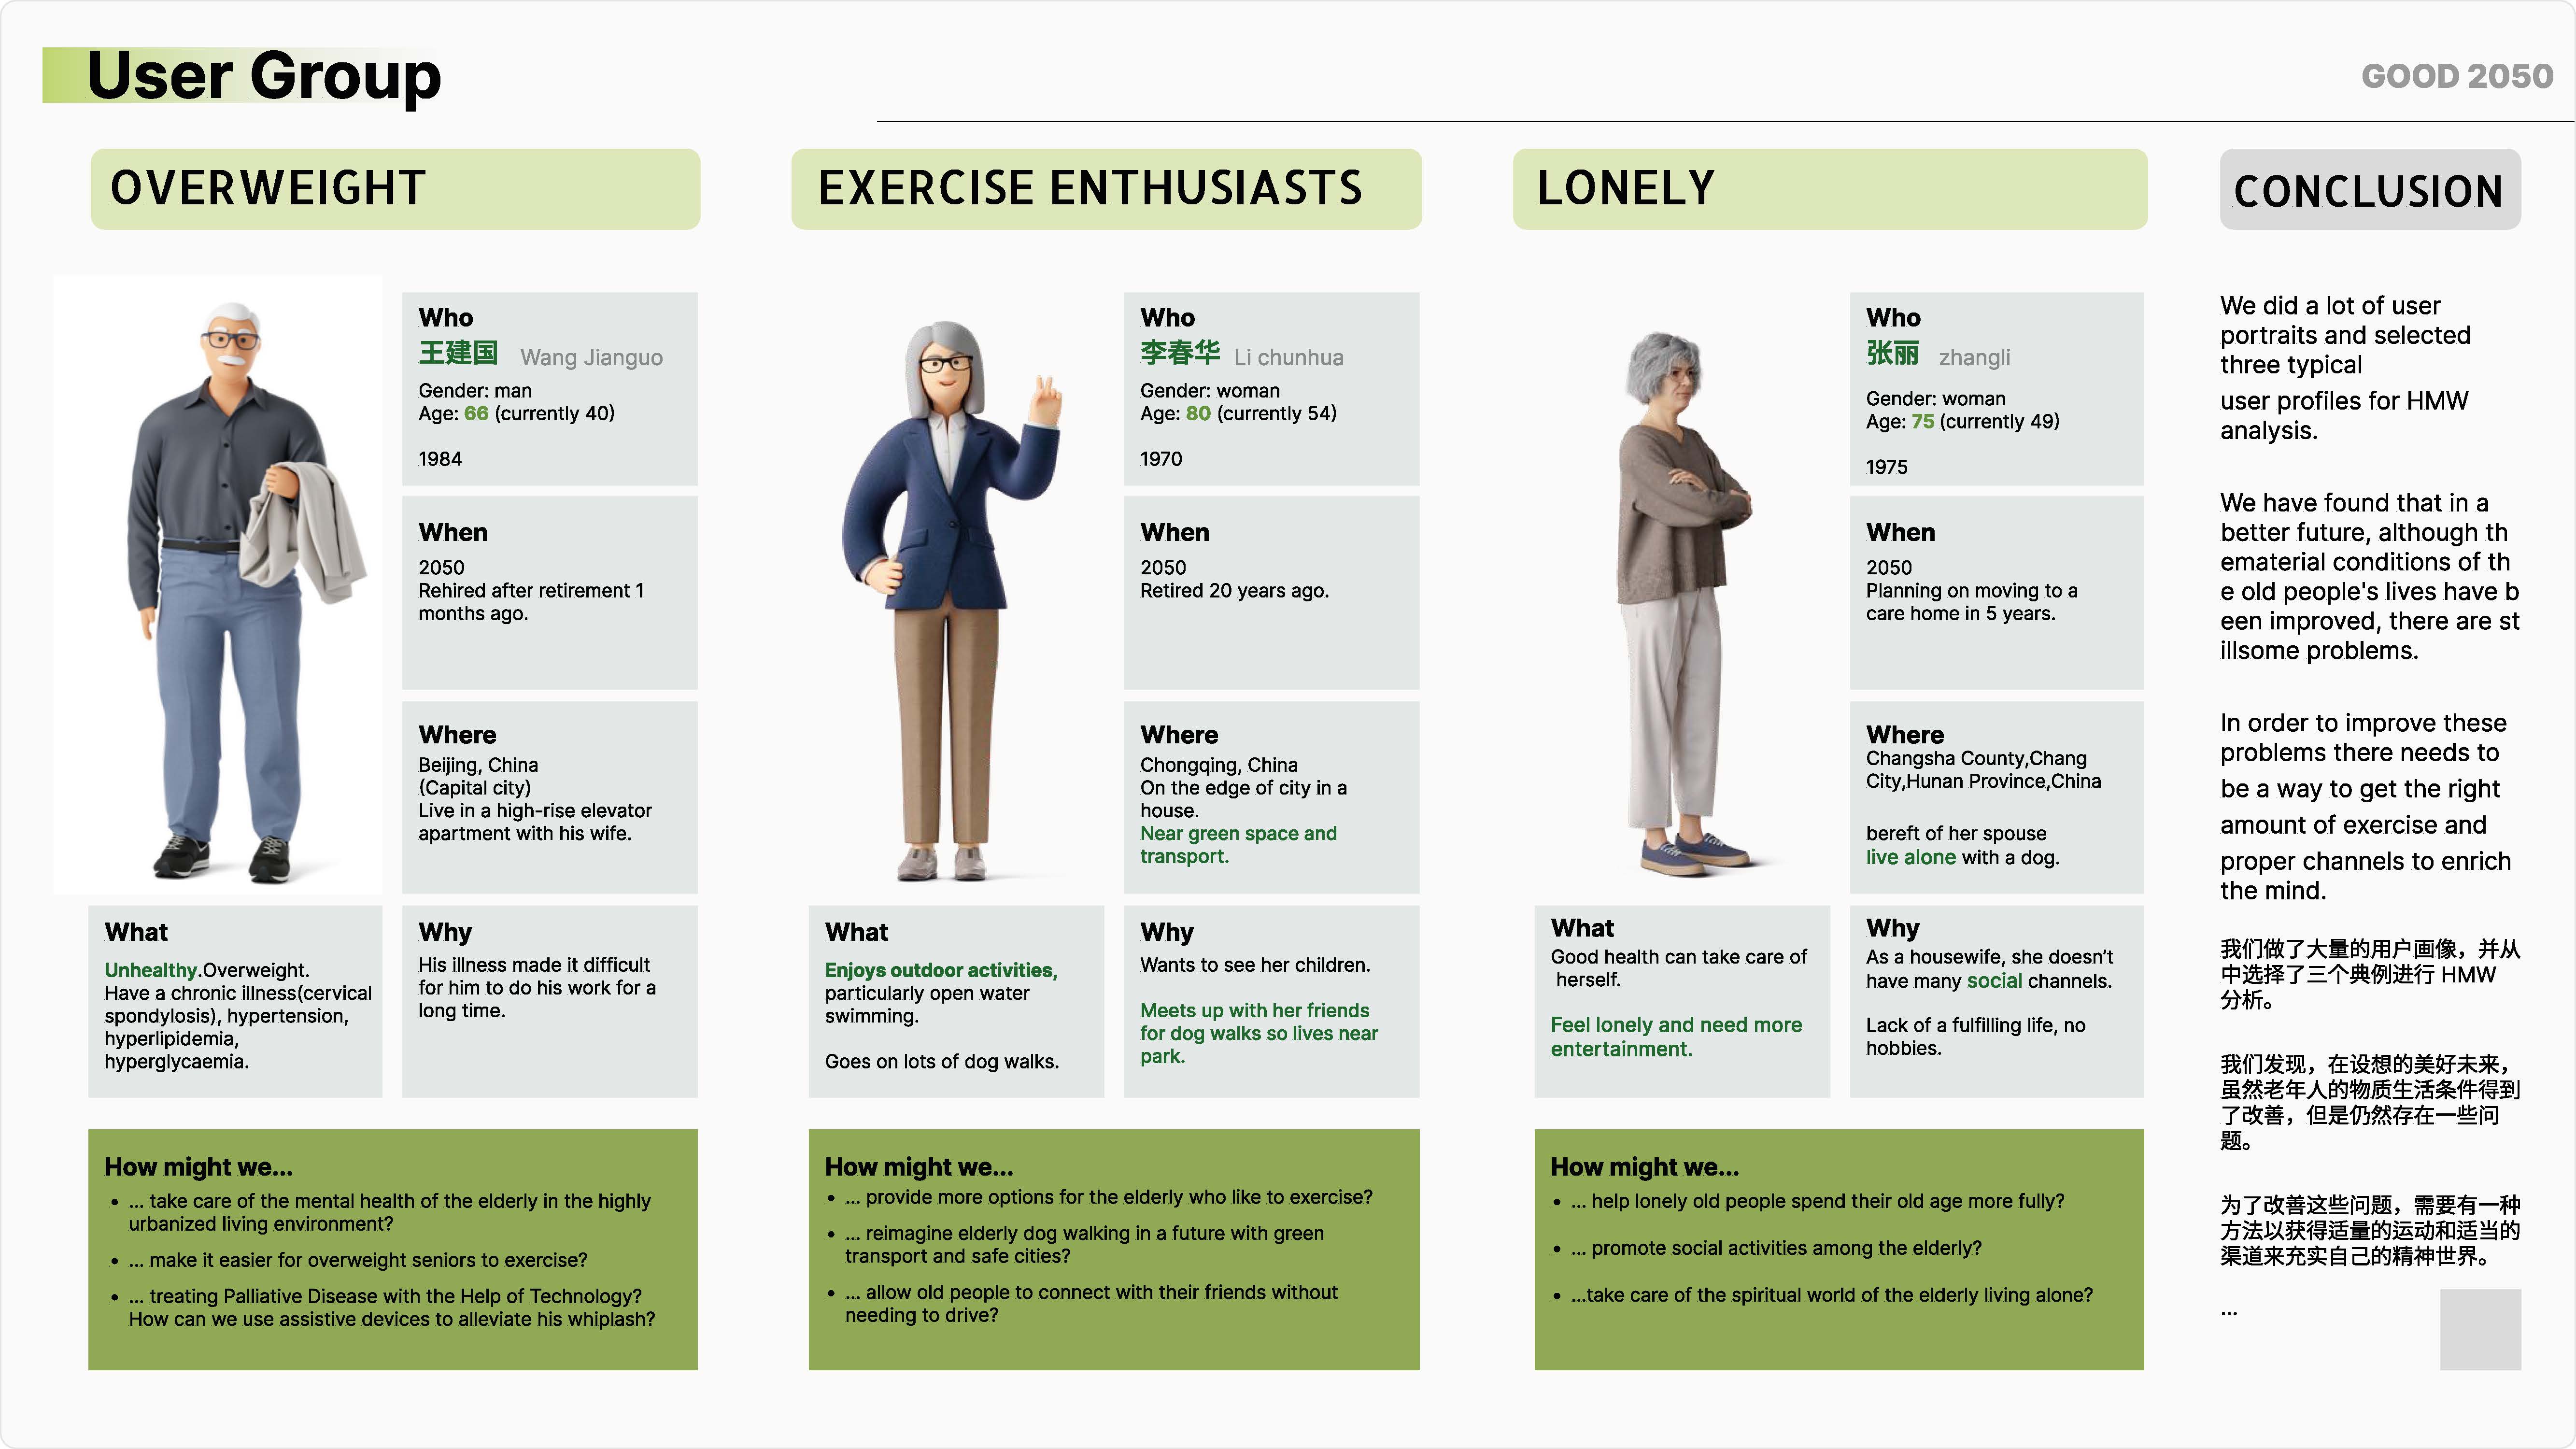 User Group
GOOD 2050
OVERWEIGHT
Who
王建国 Wang Jianguo
Gender: man
Age: 66 (currently 40)
1984
When
2050
Rehired after retirement 1
months ago.
Where
Beijing, China
(Capital city)
Live in a high-rise elevator
apartment with his wife.
What
Unhealthy.Overweight.
Have a chronic illness(cervical
spondylosis), hypertension,
hyperlipidemia,
hyperglycaemia.
Why
His illness made it difficult
for him to do his work for a
long time.
How might we...
• ... take care of the mental health of the elderly in the highly
urbanized living environment?
• ... make it easier for overweight seniors to exercise?
• ... treating Palliative Disease with the Help of Technology?
How can we use assistive devices to alleviate his whiplash?
EXERCISE ENTHUSIASTS
Who
李春华 Li chunhua
Gender: woman
Age: 80 (currently 54)
1970
When
2050
Retired 20 years ago.
Where
Chongqing, China
On the edge of city in a
house.
Near green space and
transport.
What
Enjoys outdoor activities,
particularly open water
swimming.
Goes on lots of dog walks.
Why
Wants to see her children.
Meets up with her friends
for dog walks so lives near
park.
How might we...
• ... provide more options for the elderly who like to exercise?
• ... reimagine elderly dog walking in a future with green
transport and safe cities?
• ... allow old people to connect with their friends without
needing to drive?
LONELY
Who
张丽 zhangli
Gender: woman
Age: 75 (currently 49)
1975
When
2050
Planning on moving to a
care home in 5 years.
Where
Changsha County,Chang
City,Hunan Province,China
bereft of her spouse
live alone with a dog.
What
Good health can take care of
herself.
Feel lonely and need more
entertainment.
Why
As a housewife, she doesn't
have many social channels.
Lack of a fulfilling life, no
hobbies.
How might we...
• ... help lonely old people spend their old age more fully?
• ... promote social activities among the elderly?
• ...take care of the spiritual world of the elderly living alone?
CONCLUSION
We did a lot of user
portraits and selected
three typical
user profiles for HMW
analysis.
We have found that in a
better future, although th
ematerial conditions of th
e old people's lives have b
een improved, there are st
illsome problems.
In order to improve these
problems there needs to
be a way to get the right
amount of exercise and
proper channels to enrich
the mind.
我们做了大量的用户画像，并从
中选择了三个典例进行 HMW
分析。
我们发现，在设想的美好未来，
虽然老年人的物质生活条件得到
了改善，但是仍然存在一些问
题。
为了改善这些问题，需要有一种
方法以获得适量的运动和适当的
渠道来充实自己的精神世界。
...